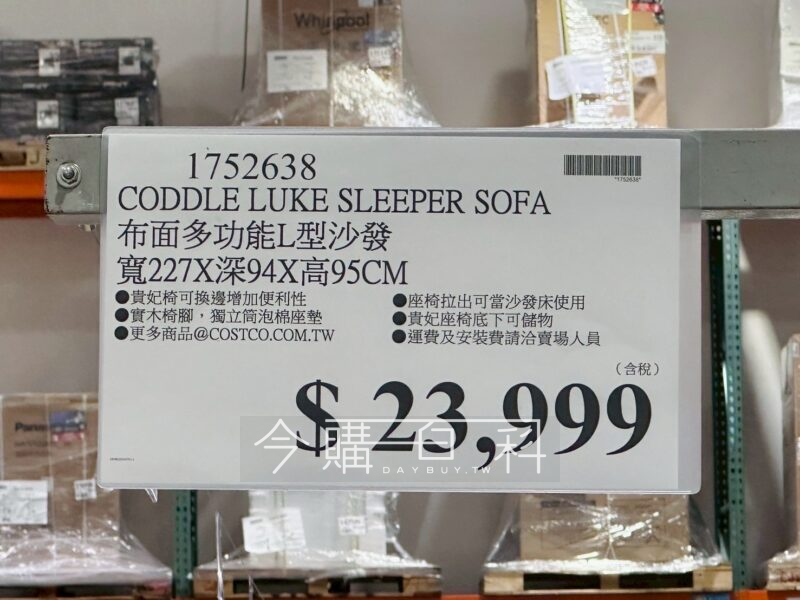 Whirlpool
1752638
"1752638"
CODDLE LUKE SLEEPER SOFA
布面多功能L型沙發
寬227X深94X高95CM
●貴妃椅可換邊增加便利性
●實木椅腳，獨立筒泡棉座墊
●更多商品@COSTCO.COM.TW
●座椅拉出可當沙發床使用
●貴妃座椅底下可儲物
●運費及安裝費請洽賣場人員
（含稅）
$ 23,999
今購百科
DAYBUY.TW